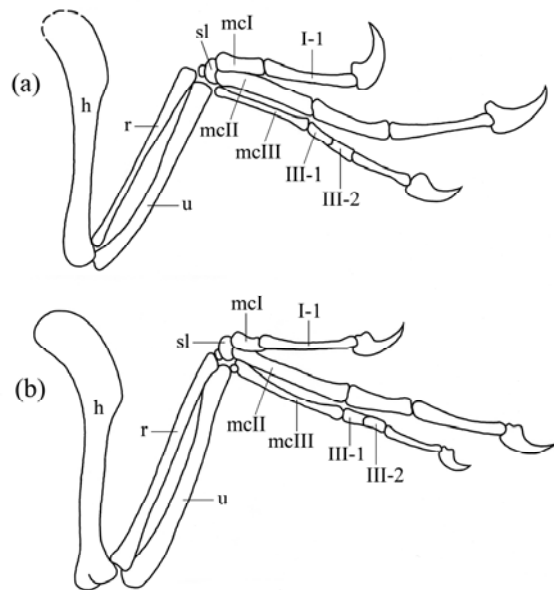 sl mcI I-1
(a)
h
r
mcII
mcIII
III-1
III-2
u
mcI I-1
sl
(b)
h
r
mcII
mcIII
III-1
III-2
u